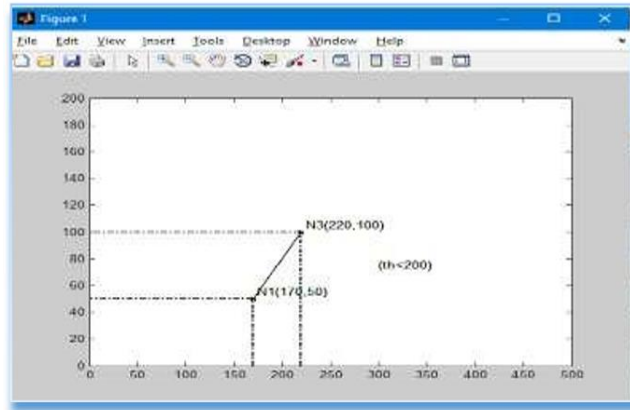 Figure 1
File Edit View Insert Tools Desktop Window Help
200
180
160
140
120
N3(220,100)
100
(th<200)
80
60
N1(170,50)
40
20
0
0 50 100 150 200 250 300 350 400 450 500